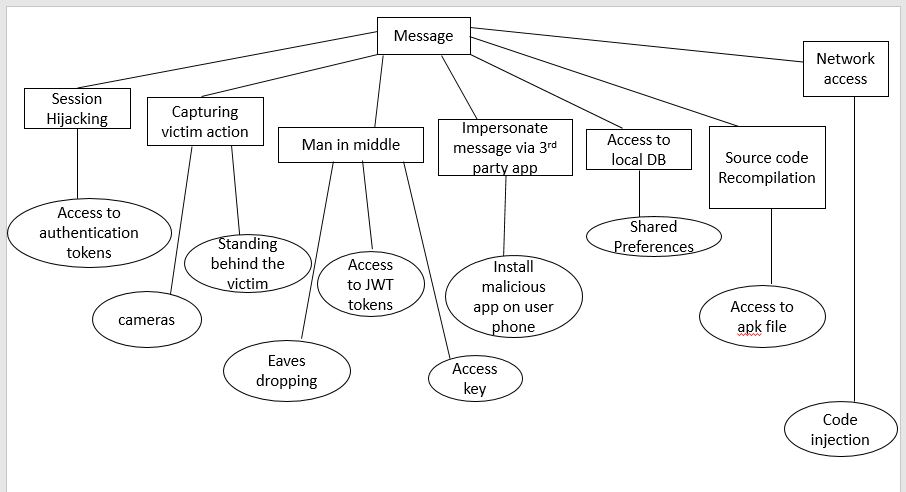 Message
Network
access
Session
Hijacking
Capturing
victim action
Man in middle
Impersonate
message via 3rd
party app
Access to
local DB
Source code
Recompilation
Access to
authentication
tokens
Standing
behind the
victim
cameras
Access
to JWT
tokens
Eaves
dropping
Access
key
Install
malicious
app on user
phone
Shared
Preferences
Access to
apk file
Code
injection